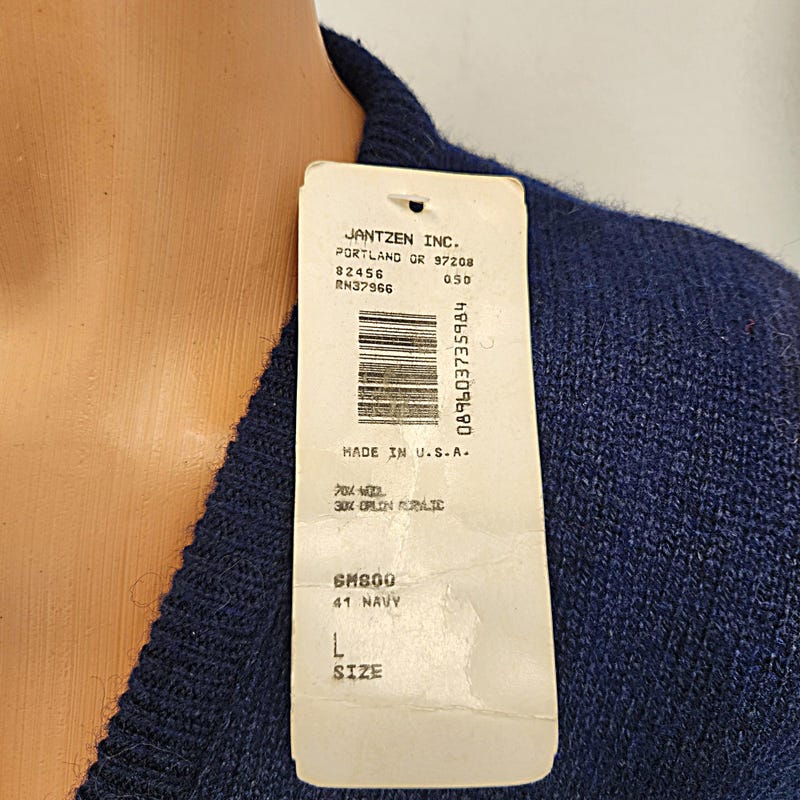 JANTZEN INC.
PORTLAND OR 97208
82456 050
RN37966
089903735984
MADE IN U.S.A.
70% WOOL
30% ORLON ACRYLIC
6M800
41 NAVY
L
SIZE